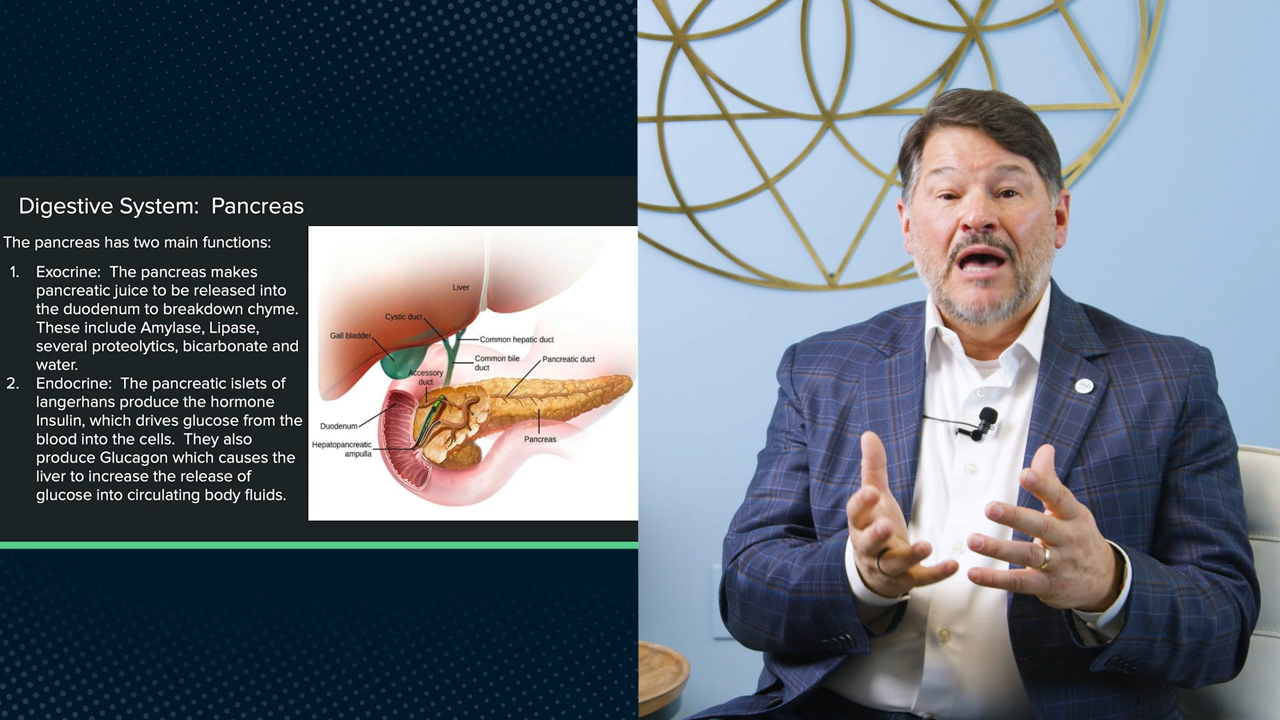 Digestive System:  Pancreas
The pancreas has two main functions:
1. Exocrine:  The pancreas makes
pancreatic juice to be released into
the duodenum to breakdown chyme.
These include Amylase, Lipase,
several proteolytics, bicarbonate and
water.
2. Endocrine:  The pancreatic islets of
langerhans produce the hormone
Insulin, which drives glucose from the
blood into the cells.  They also
produce Glucagon which causes the
liver to increase the release of
glucose into circulating body fluids.
Liver
Cystic duct
Gall bladder
Common hepatic duct
Common bile
duct
Pancreatic duct
Accessory
duct
Duodenum
Hepatopancreatic
ampulla
Pancreas